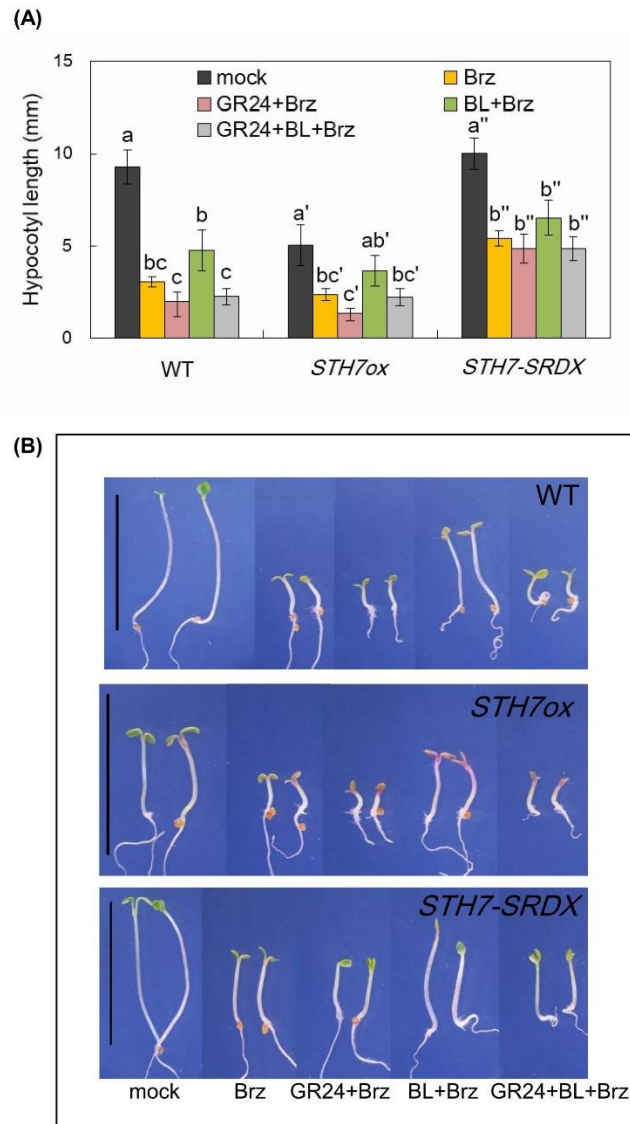 (A)
Hypocotyl length (mm)
15
10
5
0
mock
Brz
GR24+Brz
BL+Brz
GR24+BL+Brz
a
bc
c
b
c
a'
bc'
c'
ab'
bc'
a''
b''
b''
b''
b''
WT
STH7ox
STH7-SRDX
(B)
WT
STH7ox
STH7-SRDX
mock Brz GR24+Brz BL+Brz GR24+BL+Brz